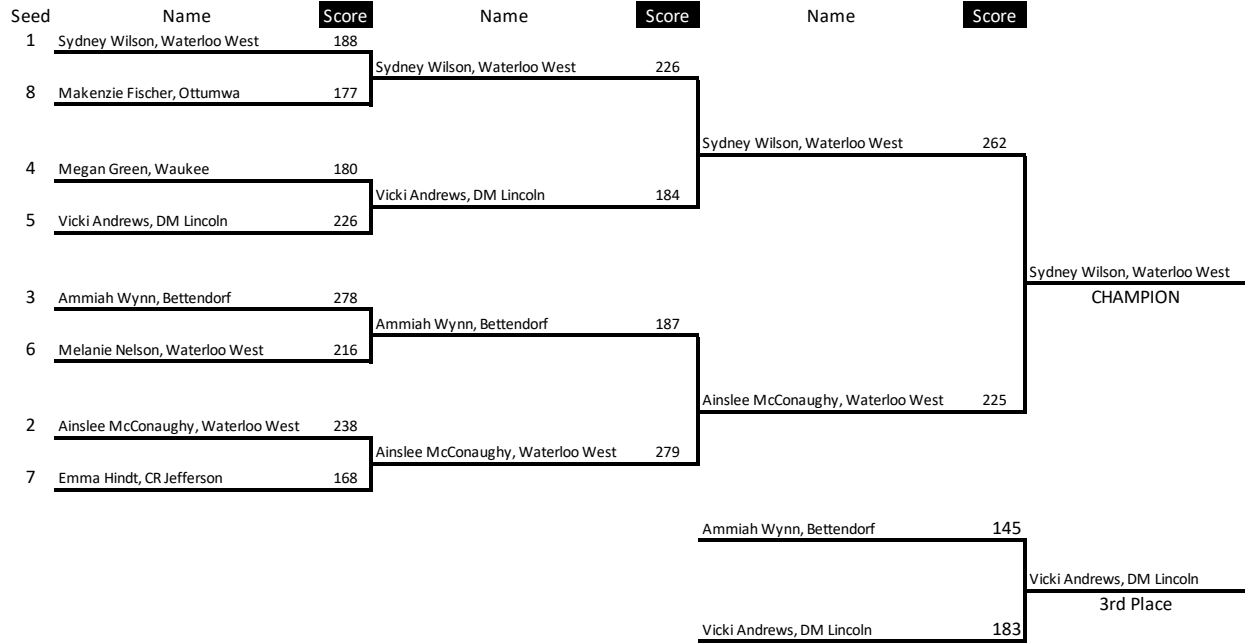 Seed Name Score Name Score Name Score
1 Sydney Wilson, Waterloo West 188
Sydney Wilson, Waterloo West 226
8 Makenzie Fischer, Ottumwa 177
Sydney Wilson, Waterloo West 262
4 Megan Green, Waukee 180
Vicki Andrews, DM Lincoln 184
5 Vicki Andrews, DM Lincoln 226
Sydney Wilson, Waterloo West
CHAMPION
3 Ammiah Wynn, Bettendorf 278
Ammiah Wynn, Bettendorf 187
6 Melanie Nelson, Waterloo West 216
Ainslee McConaughy, Waterloo West 225
2 Ainslee McConaughy, Waterloo West 238
Ainslee McConaughy, Waterloo West 279
7 Emma Hindt, CR Jefferson 168
Ammiah Wynn, Bettendorf 145
Vicki Andrews, DM Lincoln
3rd Place
Vicki Andrews, DM Lincoln 183